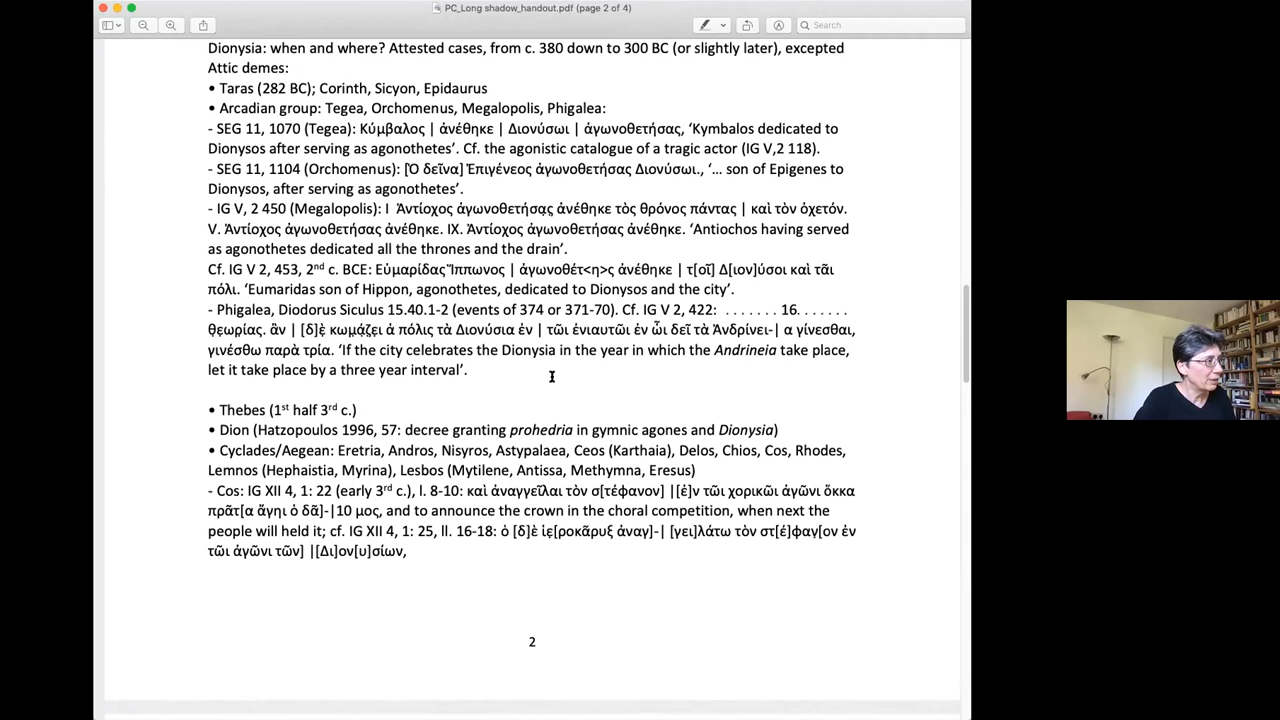 PC_Long shadow_handout.pdf (page 2 of 4)
Search
Dionysia: when and where? Attested cases, from c. 380 down to 300 BC (or slightly later), excepted
Attic demes:
• Taras (282 BC); Corinth, Sicyon, Epidaurus
• Arcadian group: Tegea, Orchomenus, Megalopolis, Phigalea:
- SEG 11, 1070 (Tegea): Κύμβαλος | ἀνέθηκε | Διονύσωι | ἀγωνοθετήσας, ‘Kymbalos dedicated to
Dionysos after serving as agonothetes’. Cf. the agonistic catalogue of a tragic actor (IG V,2 118).
- SEG 11, 1104 (Orchomenus): [Ὁ δεῖνα] Ἐπιγένεος ἀγωνοθετήσας Διονύσωι., ‘… son of Epigenes to
Dionysos, after serving as agonothetes’.
- IG V, 2 450 (Megalopolis): I Ἀντίοχος ἀγωνοθετήσα̣ς ἀνέθηκε τὸς θρόνος πάντας | καὶ τὸν ὀχετόν.
V. Ἀντίοχος ἀγωνοθετήσας ἀνέθηκε. IX. Ἀντίοχος ἀγωνοθετήσας ἀνέθηκε. ‘Antiochos having served
as agonothetes dedicated all the thrones and the drain’.
Cf. IG V 2, 453, 2nd c. BCE: Εὐμαρίδας Ἵππωνος | ἀγωνοθέτ<η>ς ἀνέθηκε | τ[οῖ] Δ[ιον]ύσοι καὶ τᾶι
πόλι. ‘Eumaridas son of Hippon, agonothetes, dedicated to Dionysos and the city’.
- Phigalea, Diodorus Siculus 15.40.1-2 (events of 374 or 371-70). Cf. IG V 2, 422: . . . . . . . 16. . . . . . .
θ̣εωρίας. ἂν | [δ]ὲ̣ κωμά̣ζ̣ει ἁ πόλις τὰ Διονύσια ἐν | τῶι ἐνιαυτῶι ἐν ὧι δεῖ τὰ Ἀνδρίνει-| α γίνεσθαι,
γινέσθω παρὰ τρία. ‘If the city celebrates the Dionysia in the year in which the Andrineia take place,
let it take place by a three year interval’.
• Thebes (1st half 3rd c.)
• Dion (Hatzopoulos 1996, 57: decree granting prohedria in gymnic agones and Dionysia)
• Cyclades/Aegean: Eretria, Andros, Nisyros, Astypalaea, Ceos (Karthaia), Delos, Chios, Cos, Rhodes,
Lemnos (Hephaistia, Myrina), Lesbos (Mytilene, Antissa, Methymna, Eresus)
- Cos: IG XII 4, 1: 22 (early 3rd c.), l. 8-10: καὶ ἀναγγεῖλαι τὸν σ[τέφανον] |[ἐ]ν τῶι χορικῶι ἀγῶνι ὅκκα
πρᾶτ[α ἄγηι ὁ δᾶ]-|10 μος, and to announce the crown in the choral competition, when next the
people will held it; cf. IG XII 4, 1: 25, ll. 16-18: ὁ [δ]ὲ ἱε̣[ροκᾶρυξ ἀναγ]-| [γει]λάτω τὸν στ[έ]φαν̣[ον ἐν
τῶι ἀγῶνι τῶν] |[Δι]ον[υ]σίων,
2